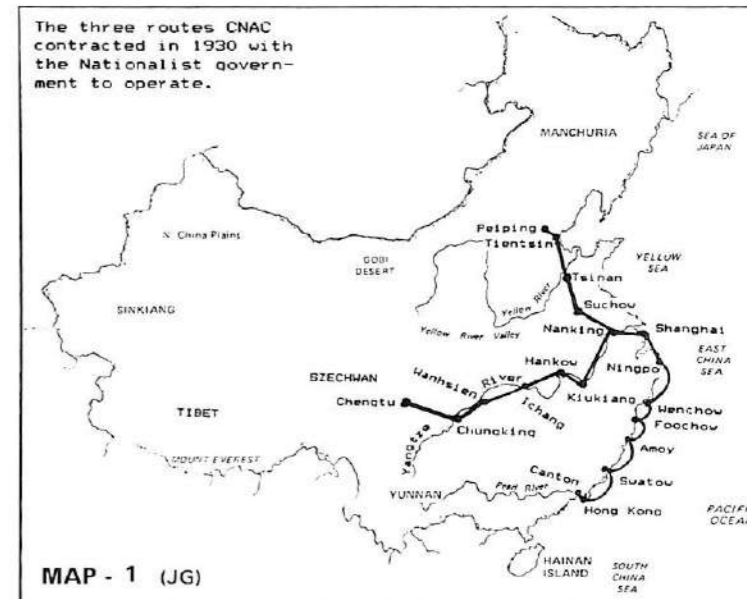 The three routes CNAC
contracted in 1930 with
the Nationalist govern-
ment to operate.
MANCHURIA
SEA OF
JAPAN
x China Plains
Peiping
Tientsin
GOBI
DESERT
YELLOW
SEA
Tsinan
SINKIANG
Yellow River
Suchou
Yellow River Valley
Nanking
Shanghai
EAST
CHINA
SEA
Hankow
Ningpo
SZECHWAN
Wanhsien
River
Ichang
Kiukiang
Chengtu
TIBET
Wenchow
Chungking
Foochow
Yangtze
Amoy
MOUNT EVEREST
Canton
Swatow
YUNNAN
Pearl River
Hong Kong
PACIFIC
OCEAN
HAINAN
ISLAND
SOUTH
CHINA
SEA
MAP - 1 (JG)